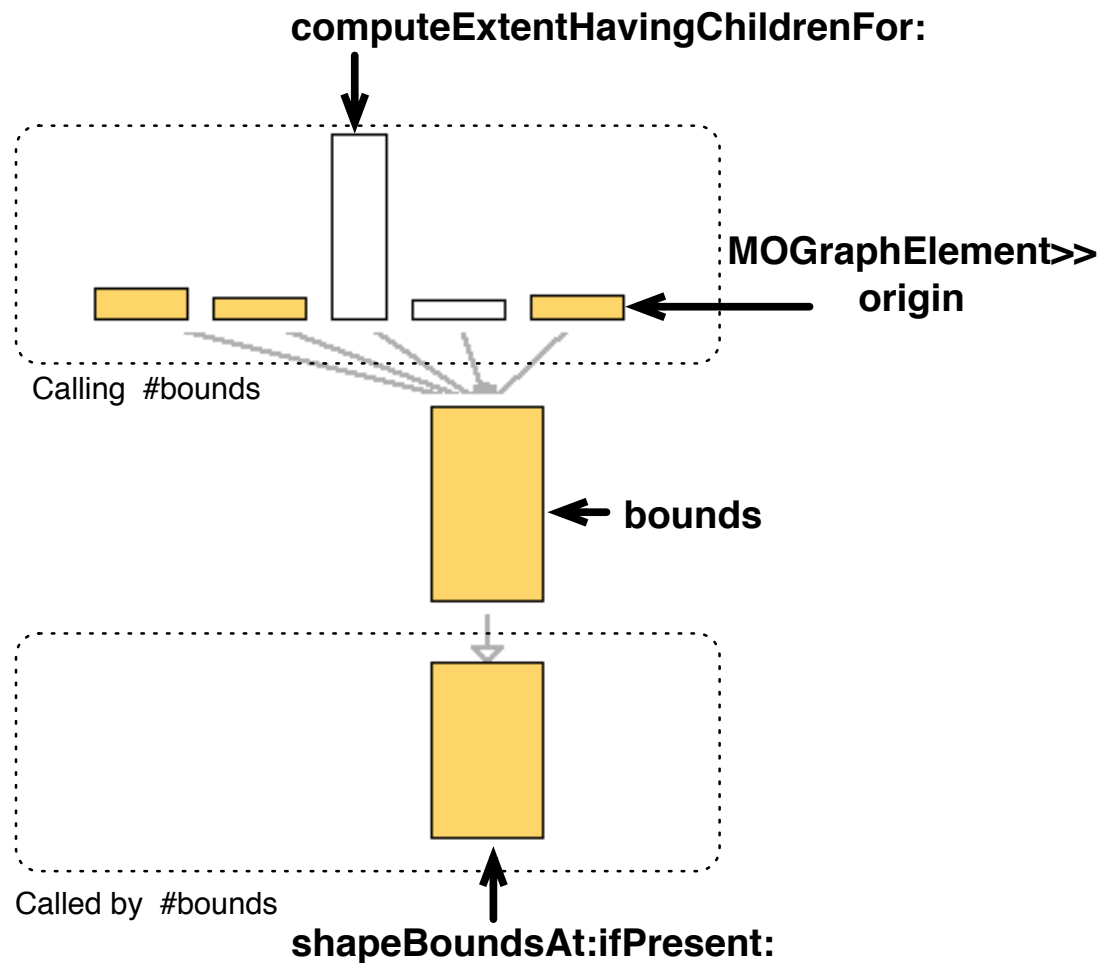 computeExtentHavingChildrenFor:
MOGraphElement>>
origin
Calling #bounds
bounds
Called by #bounds
shapeBoundsAt:ifPresent: